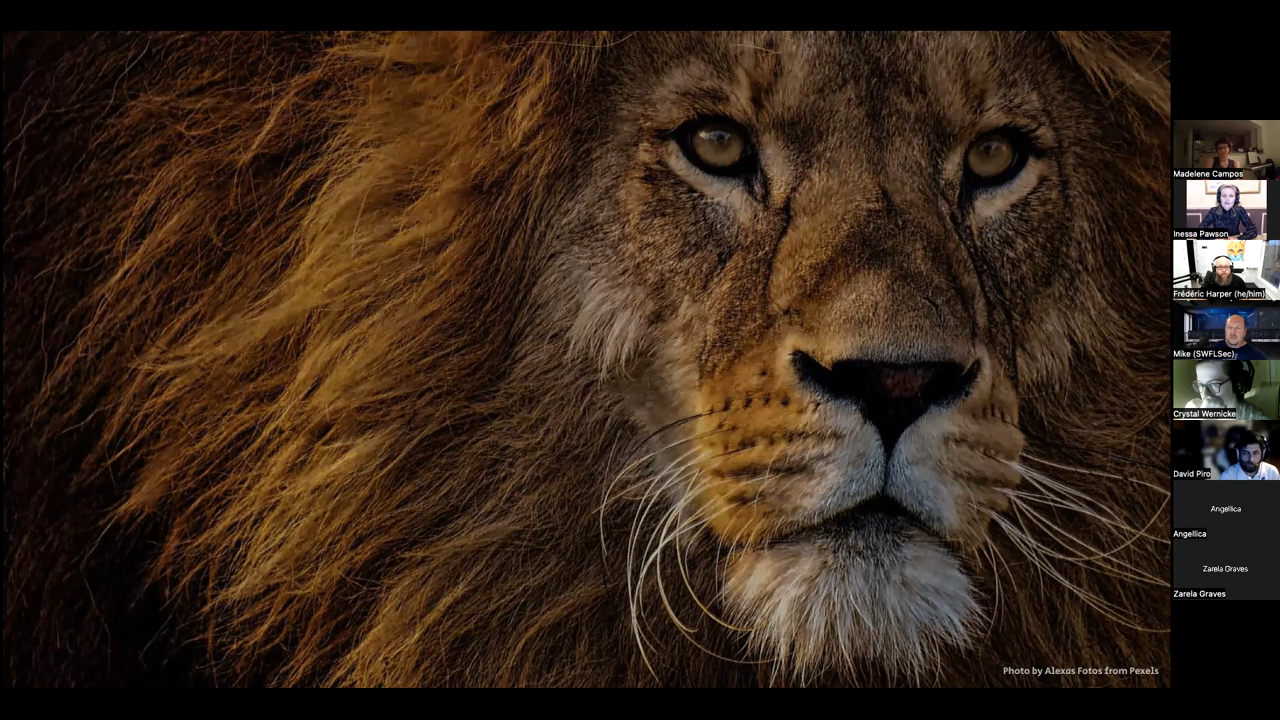 Madelene Campos
Inessa Pawson
Frédéric Harper (he/him)
Mike (SWFLSec)
Crystal Wernicke
David Piro
Angellica
Angellica
Zarela Graves
Zarela Graves
Photo by Alexas Fotos from Pexels